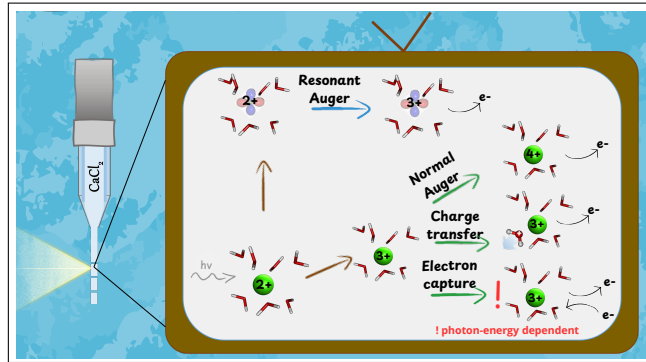 Resonant
Auger
2+
3+
e-
CaCl₂
Normal
Auger
4+
e-
Charge
transfer
3+
e-
hv
2+
3+
Electron
capture
!
3+
e-
e-
! photon-energy dependent